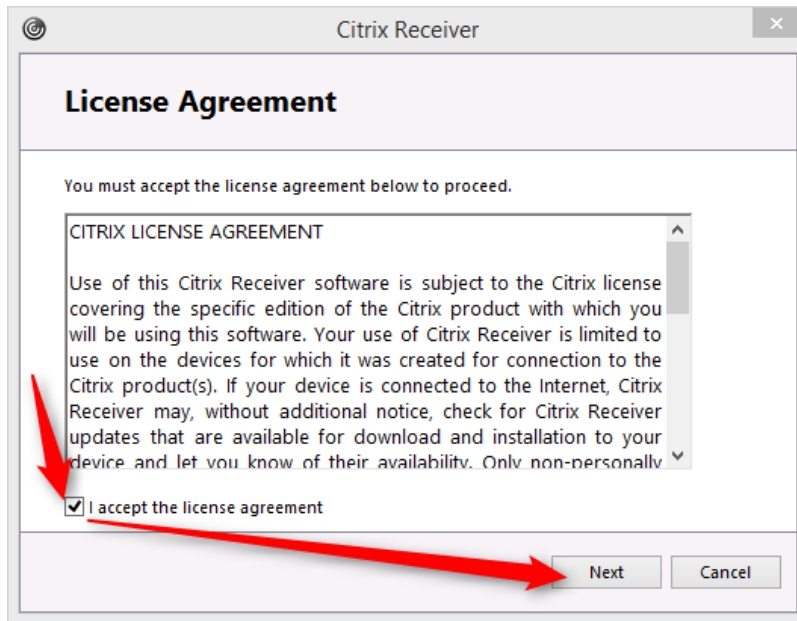 Citrix Receiver
License Agreement
You must accept the license agreement below to proceed.
CITRIX LICENSE AGREEMENT
Use of this Citrix Receiver software is subject to the Citrix license
covering the specific edition of the Citrix product with which you
will be using this software. Your use of Citrix Receiver is limited to
use on the devices for which it was created for connection to the
Citrix product(s). If your device is connected to the Internet, Citrix
Receiver may, without additional notice, check for Citrix Receiver
updates that are available for download and installation to your
device and let you know of their availability. Only non-personally
I accept the license agreement
Next Cancel